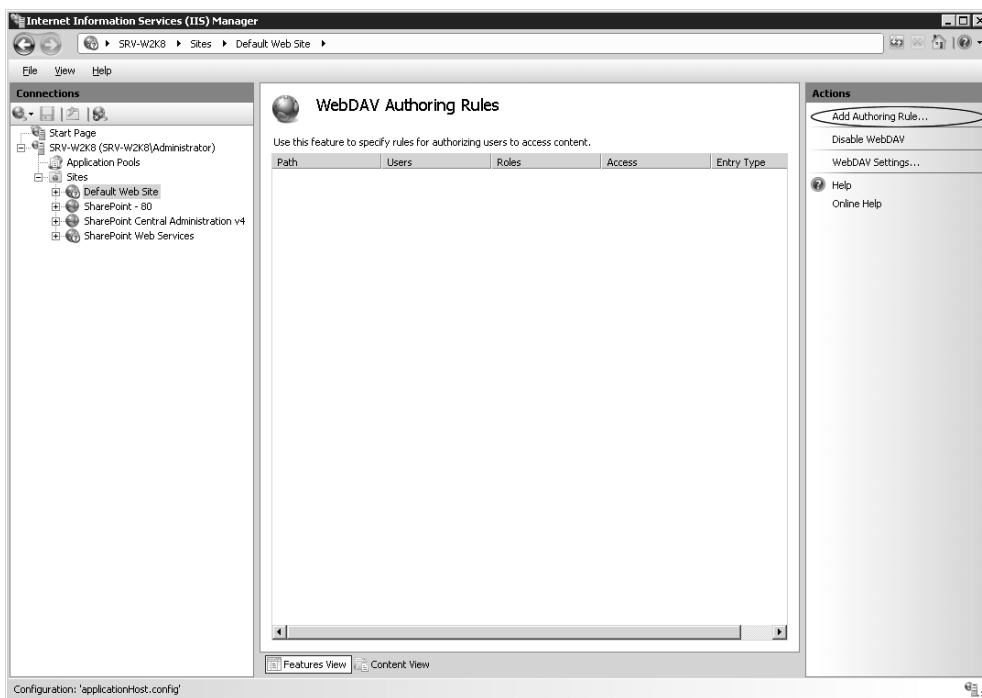 Internet Information Services (IIS) Manager
SRV-W2K8 Sites Default Web Site
File View Help
Connections
Start Page
SRV-W2K8 (SRV-W2K8\Administrator)
Application Pools
Sites
Default Web Site
SharePoint - 80
SharePoint Central Administration v4
SharePoint Web Services
WebDAV Authoring Rules
Use this feature to specify rules for authorizing users to access content.
Path Users Roles Access Entry Type
Features View Content View
Actions
Add Authoring Rule...
Disable WebDAV
WebDAV Settings...
Help
Online Help
Configuration: 'applicationHost.config'